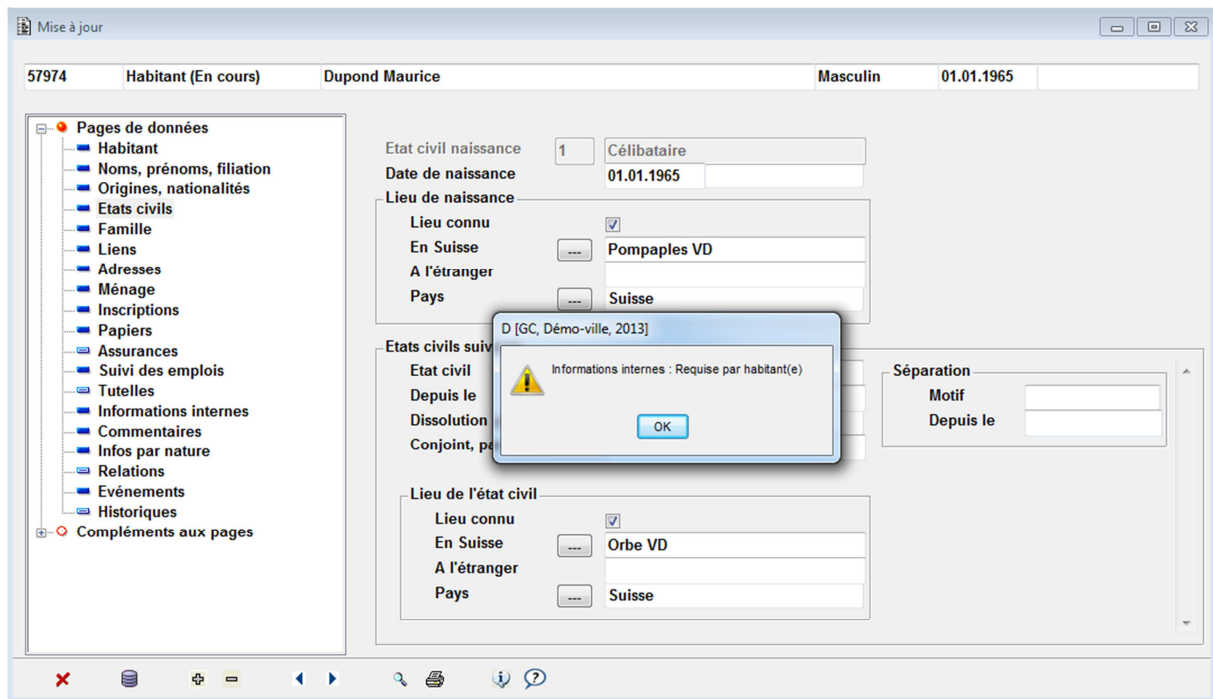 Mise à jour
57974 Habitant (En cours) Dupond Maurice Masculin 01.01.1965
Pages de données
Habitant
Noms, prénoms, filiation
Origines, nationalités
Etats civils
Famille
Liens
Adresses
Ménage
Inscriptions
Papiers
Assurances
Suivi des emplois
Tutelles
Informations internes
Commentaires
Infos par nature
Relations
Evénements
Historiques
Compléments aux pages
Etat civil naissance 1 Célibataire
Date de naissance 01.01.1965
Lieu de naissance
Lieu connu
En Suisse --- Pompaples VD
A l'étranger
Pays --- Suisse
D [GC, Démo-ville, 2013]
Informations internes : Requise par habitant(e)
OK
Etats civils
Etat civil
Depuis le
Dissolution
Conjoint,
Séparation
Motif
Depuis le
Lieu de l'état civil
Lieu connu
En Suisse --- Orbe VD
A l'étranger
Pays --- Suisse